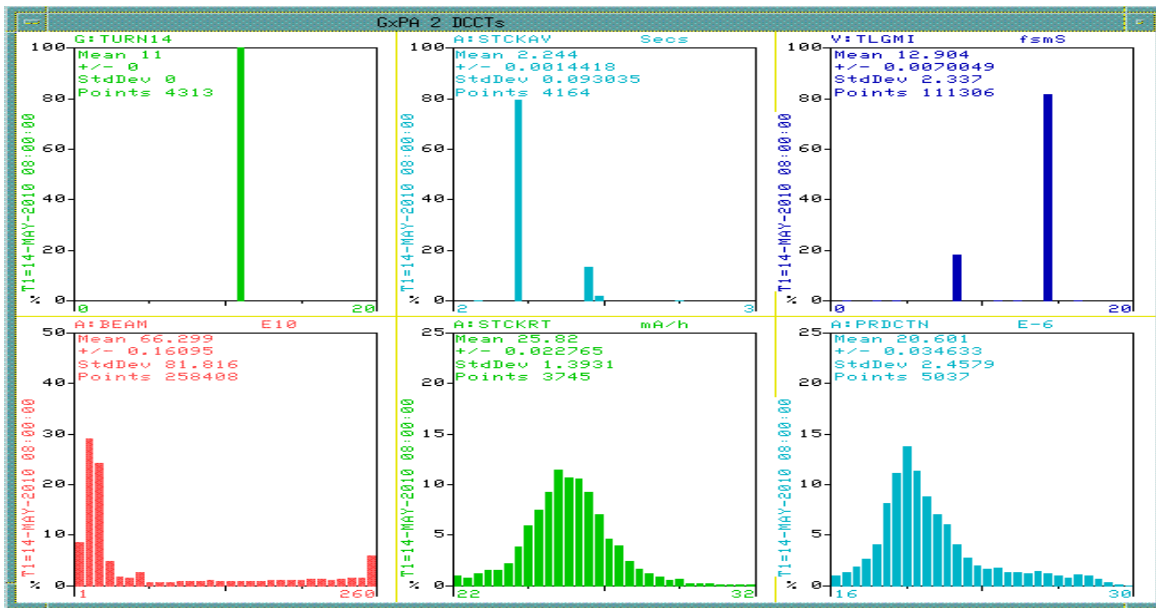 GxPA 2 DCCTs
G:TURN14
Mean 11
+/- 0
StdDev 0
Points 4313
100
80
60
40
20
0
%
0 20
T1=14-MAY-2010 08:00:00
A:STCKAV Secs
Mean 2.244
+/- 0.0014418
StdDev 0.093035
Points 4164
100
80
60
40
20
0
%
2 3
T1=14-MAY-2010 08:00:00
V:TLGMI fsmS
Mean 12.904
+/- 0.0070049
StdDev 2.337
Points 111306
100
80
60
40
20
0
%
0 20
T1=14-MAY-2010 08:00:00
A:BEAM E10
Mean 66.299
+/- 0.16095
StdDev 81.816
Points 258408
50
40
30
20
10
0
%
1 260
T1=14-MAY-2010 08:00:00
A:STCKRT mA/h
Mean 25.82
+/- 0.022765
StdDev 1.3931
Points 3745
25
20
15
10
5
0
%
22 32
T1=14-MAY-2010 08:00:00
A:PRDCTN E-6
Mean 20.601
+/- 0.034633
StdDev 2.4579
Points 5037
25
20
15
10
5
0
%
16 30
T1=14-MAY-2010 08:00:00